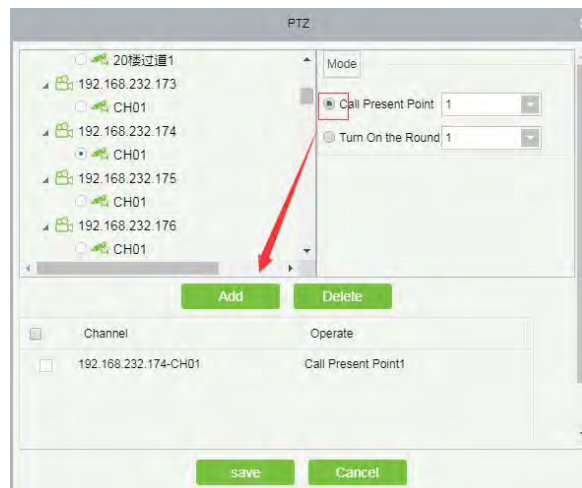 PTZ
20楼过道1
192.168.232.173
CH01
192.168.232.174
CH01
192.168.232.175
CH01
192.168.232.176
CH01
Mode
Call Present Point 1
Turn On the Round 1
Add Delete
Channel Operate
192.168.232.174-CH01 Call Present Point1
save Cancel